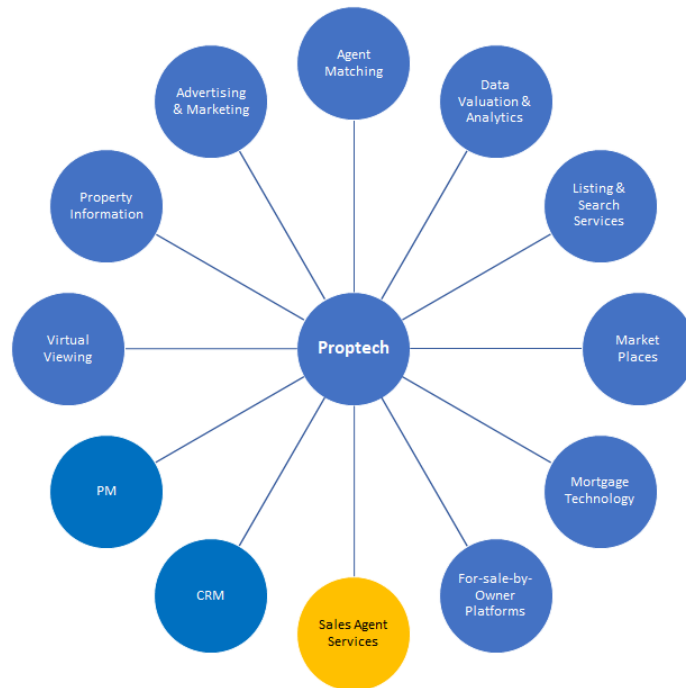 Agent
Matching
Data
Valuation &
Analytics
Listing &
Search
Services
Market
Places
Mortgage
Technology
For-sale-by-
Owner
Platforms
Sales Agent
Services
CRM
PM
Virtual
Viewing
Property
Information
Advertising
& Marketing
Proptech